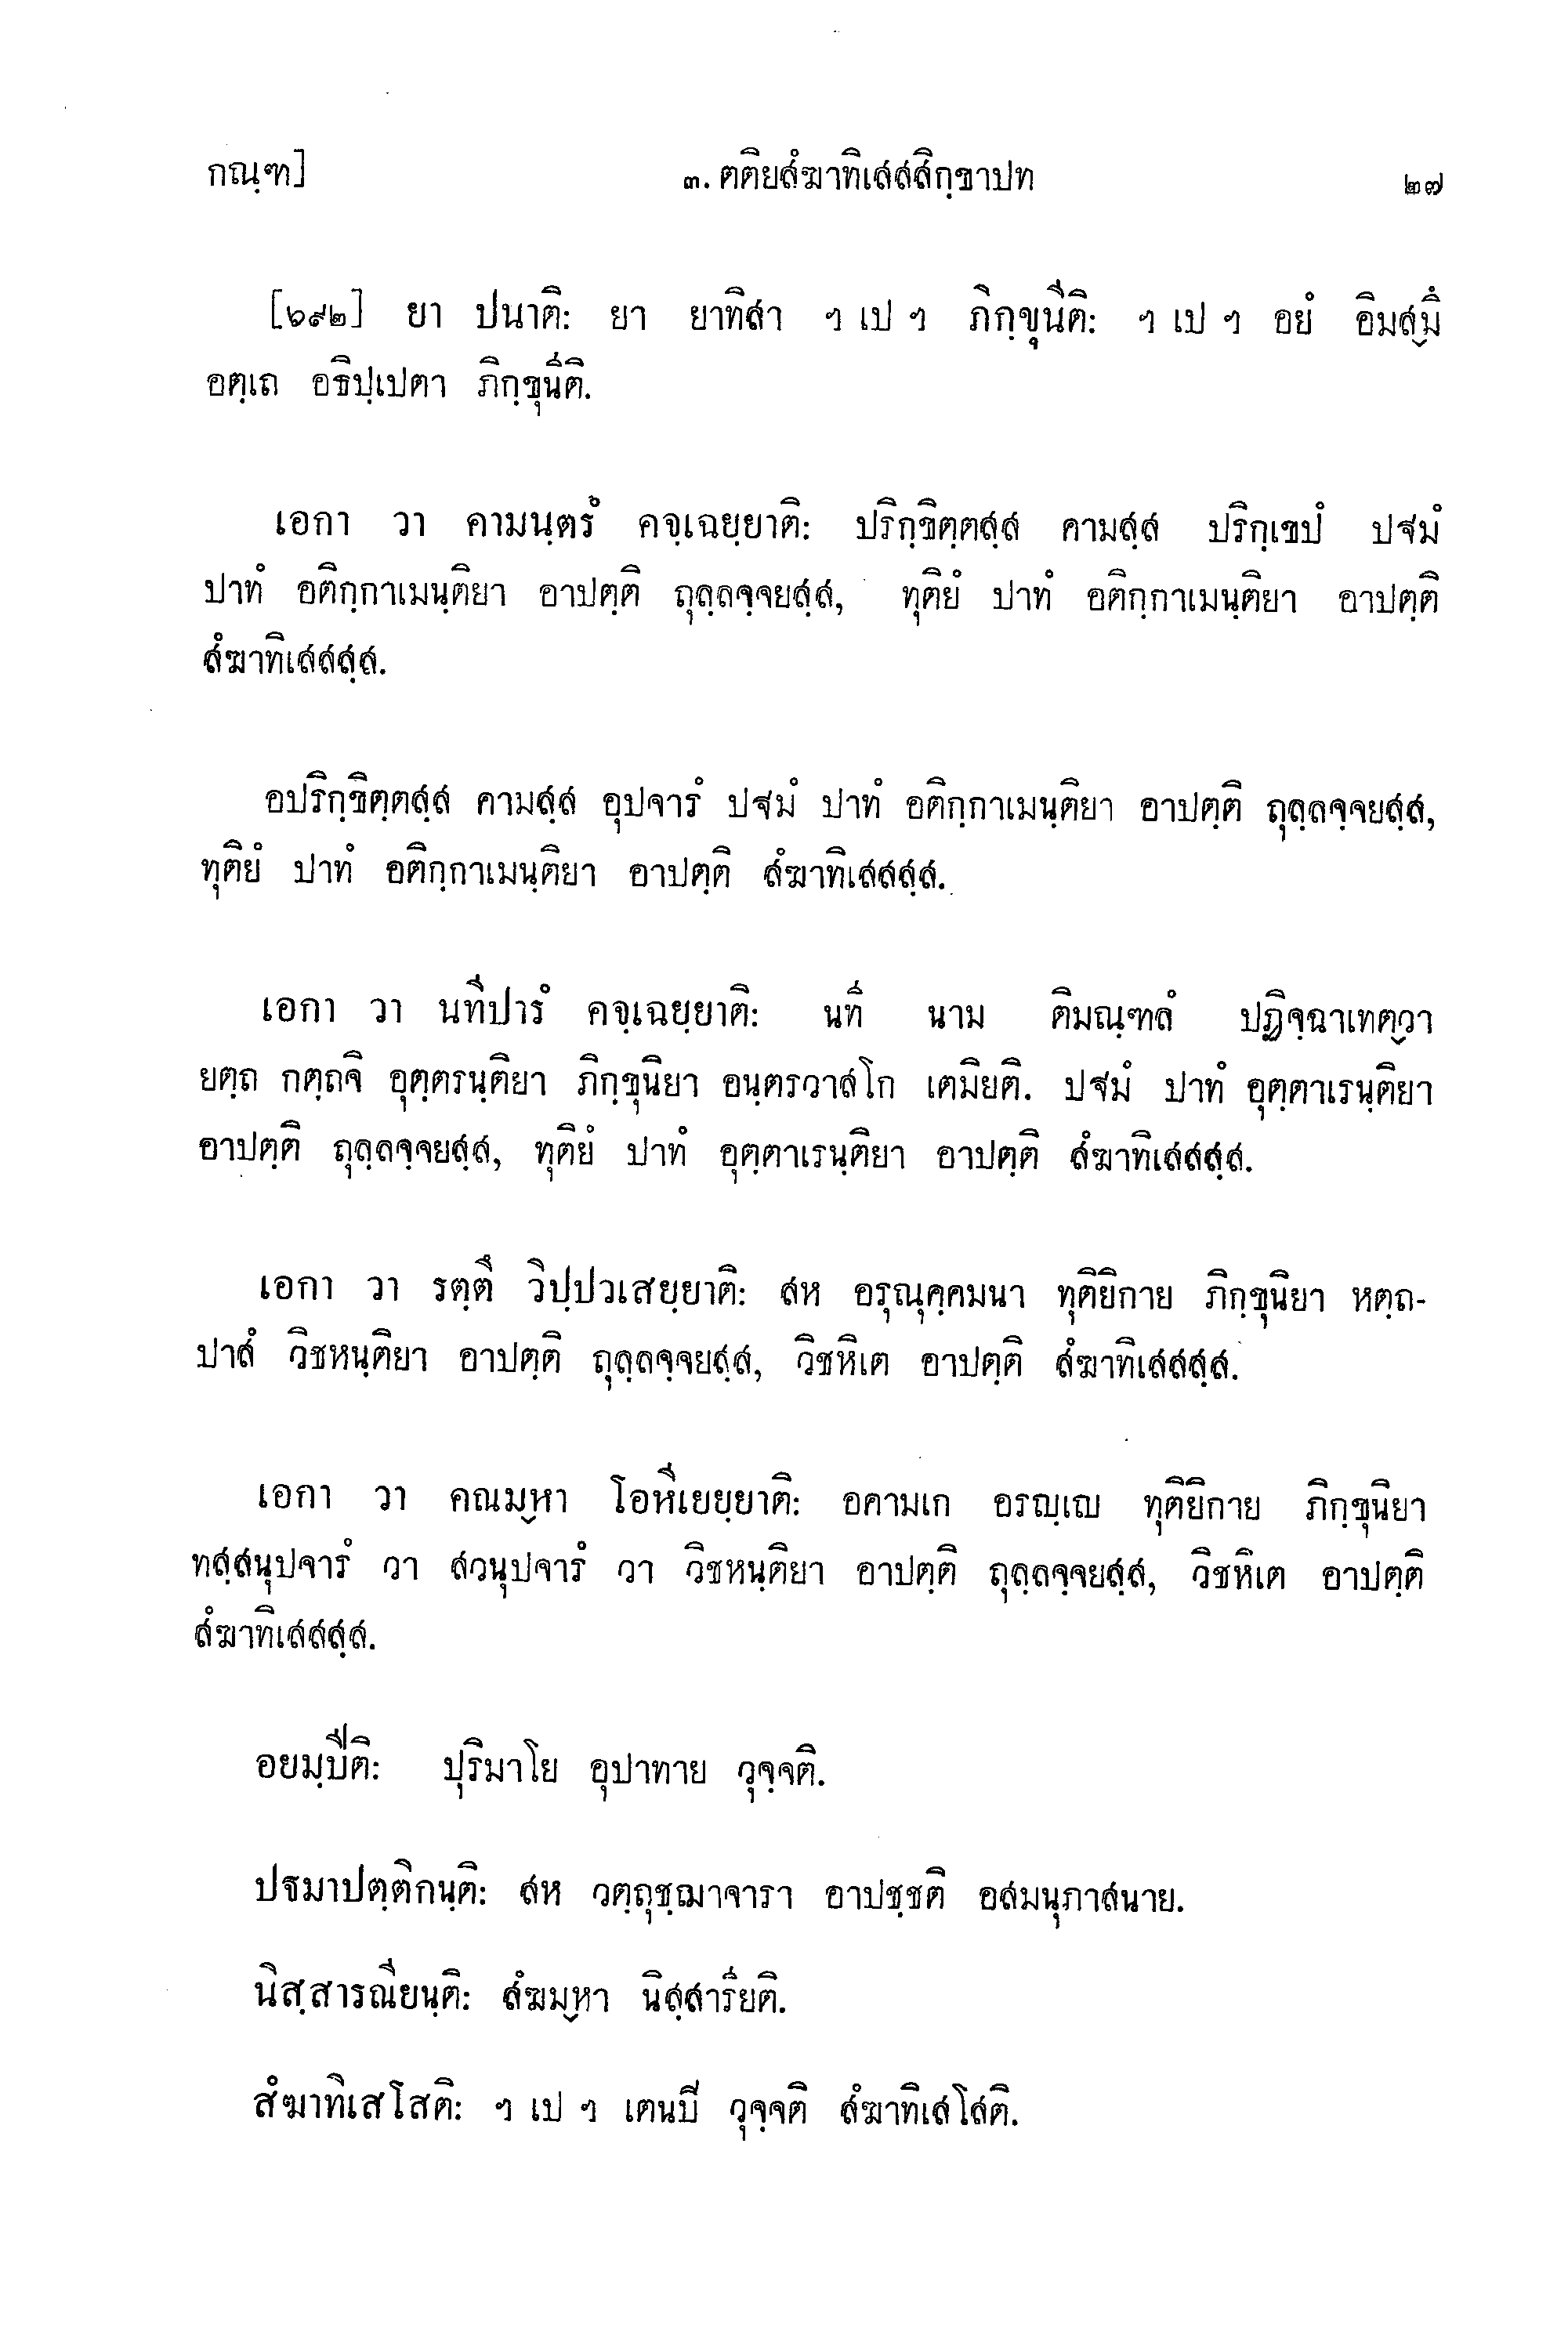 กณฺฑ] ๓. ตติยสํฆาทิเสสสิกฺขาปท ๒๗
[๖๙๒] ยา ปนาติ: ยา ยาทิสา ฯ เป ฯ ภิกฺขุนีติ: ฯ เป ฯ อยํ อิมสฺมึ
อตฺเถ อธิปฺเปตา ภิกฺขุนีติ.
เอกา วา คามนฺตรํ คจฺเฉยฺยาติ: ปริกฺขิตฺตสฺส คามสฺส ปริกฺเขปํ ปฐมํ
ปาทํ อติกฺกาเมนฺติยา อาปตฺติ ถุลฺลจฺจยสฺส, ทุติยํ ปาทํ อติกฺกาเมนฺติยา อาปตฺติ
สํฆาทิเสสสฺส.
อปริกฺขิตฺตสฺส คามสฺส อุปจารํ ปฐมํ ปาทํ อติกฺกาเมนฺติยา อาปตฺติ ถุลฺลจฺจยสฺส,
ทุติยํ ปาทํ อติกฺกาเมนฺติยา อาปตฺติ สํฆาทิเสสสฺส.
เอกา วา นทีปารํ คจฺเฉยฺยาติ: นที นาม ติมณฺฑลํ ปฏิจฺฉาเทตฺวา
ยตฺถ กตฺถจิ อุตฺตรนฺติยา ภิกฺขุนิยา อนฺตรวาสโก เตมิยติ. ปฐมํ ปาทํ อุตฺตาเรนฺติยา
อาปตฺติ ถุลฺลจฺจยสฺส, ทุติยํ ปาทํ อุตฺตาเรนฺติยา อาปตฺติ สํฆาทิเสสสฺส.
เอกา วา รตฺตึ วิปฺปวเสยฺยาติ: สห อรุณุคฺคมนา ทุติยิกาย ภิกฺขุนิยา หตฺถ-
ปาสํ วิชหนฺติยา อาปตฺติ ถุลฺลจฺจยสฺส, วิชหิเต อาปตฺติ สํฆาทิเสสสฺส.
เอกา วา คณมฺหา โอหีเยยฺยาติ: อคามเก อรญฺเญ ทุติยิกาย ภิกฺขุนิยา
ทสฺสนุปจารํ วา สวนุปจารํ วา วิชหนฺติยา อาปตฺติ ถุลฺลจฺจยสฺส, วิชหิเต อาปตฺติ
สํฆาทิเสสสฺส.
อยมฺปีติ: ปุริมาโย อุปาทาย วุจฺจติ.
ปฐมาปตฺติกนฺติ: สห วตฺถุชฺฌาจารา อาปชฺชติ อสมนุภาสนาย.
นิสฺสารณียนฺติ: สํฆมฺหา นิสฺสารียติ.
สํฆาทิเสโสติ: ฯ เป ฯ เตนปิ วุจฺจติ สํฆาทิเสโสติ.